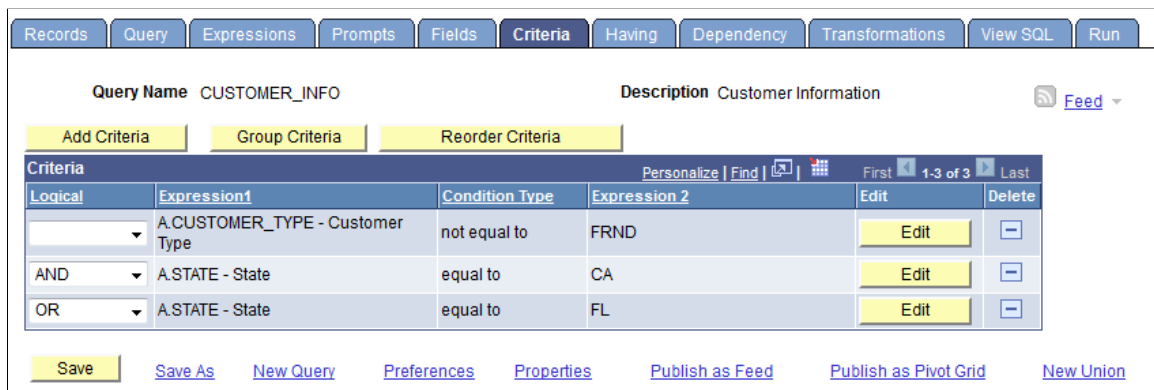 Records Query Expressions Prompts Fields Criteria Having Dependency Transformations View SQL Run
Query Name CUSTOMER_INFO Description Customer Information Feed
Add Criteria Group Criteria Reorder Criteria
Criteria Personalize | Find | | First 1-3 of 3 Last
Logical Expression1 Condition Type Expression 2 Edit Delete
A.CUSTOMER_TYPE - Customer
Type not equal to FRND Edit
AND A.STATE - State equal to CA Edit
OR A.STATE - State equal to FL Edit
Save Save As New Query Preferences Properties Publish as Feed Publish as Pivot Grid New Union